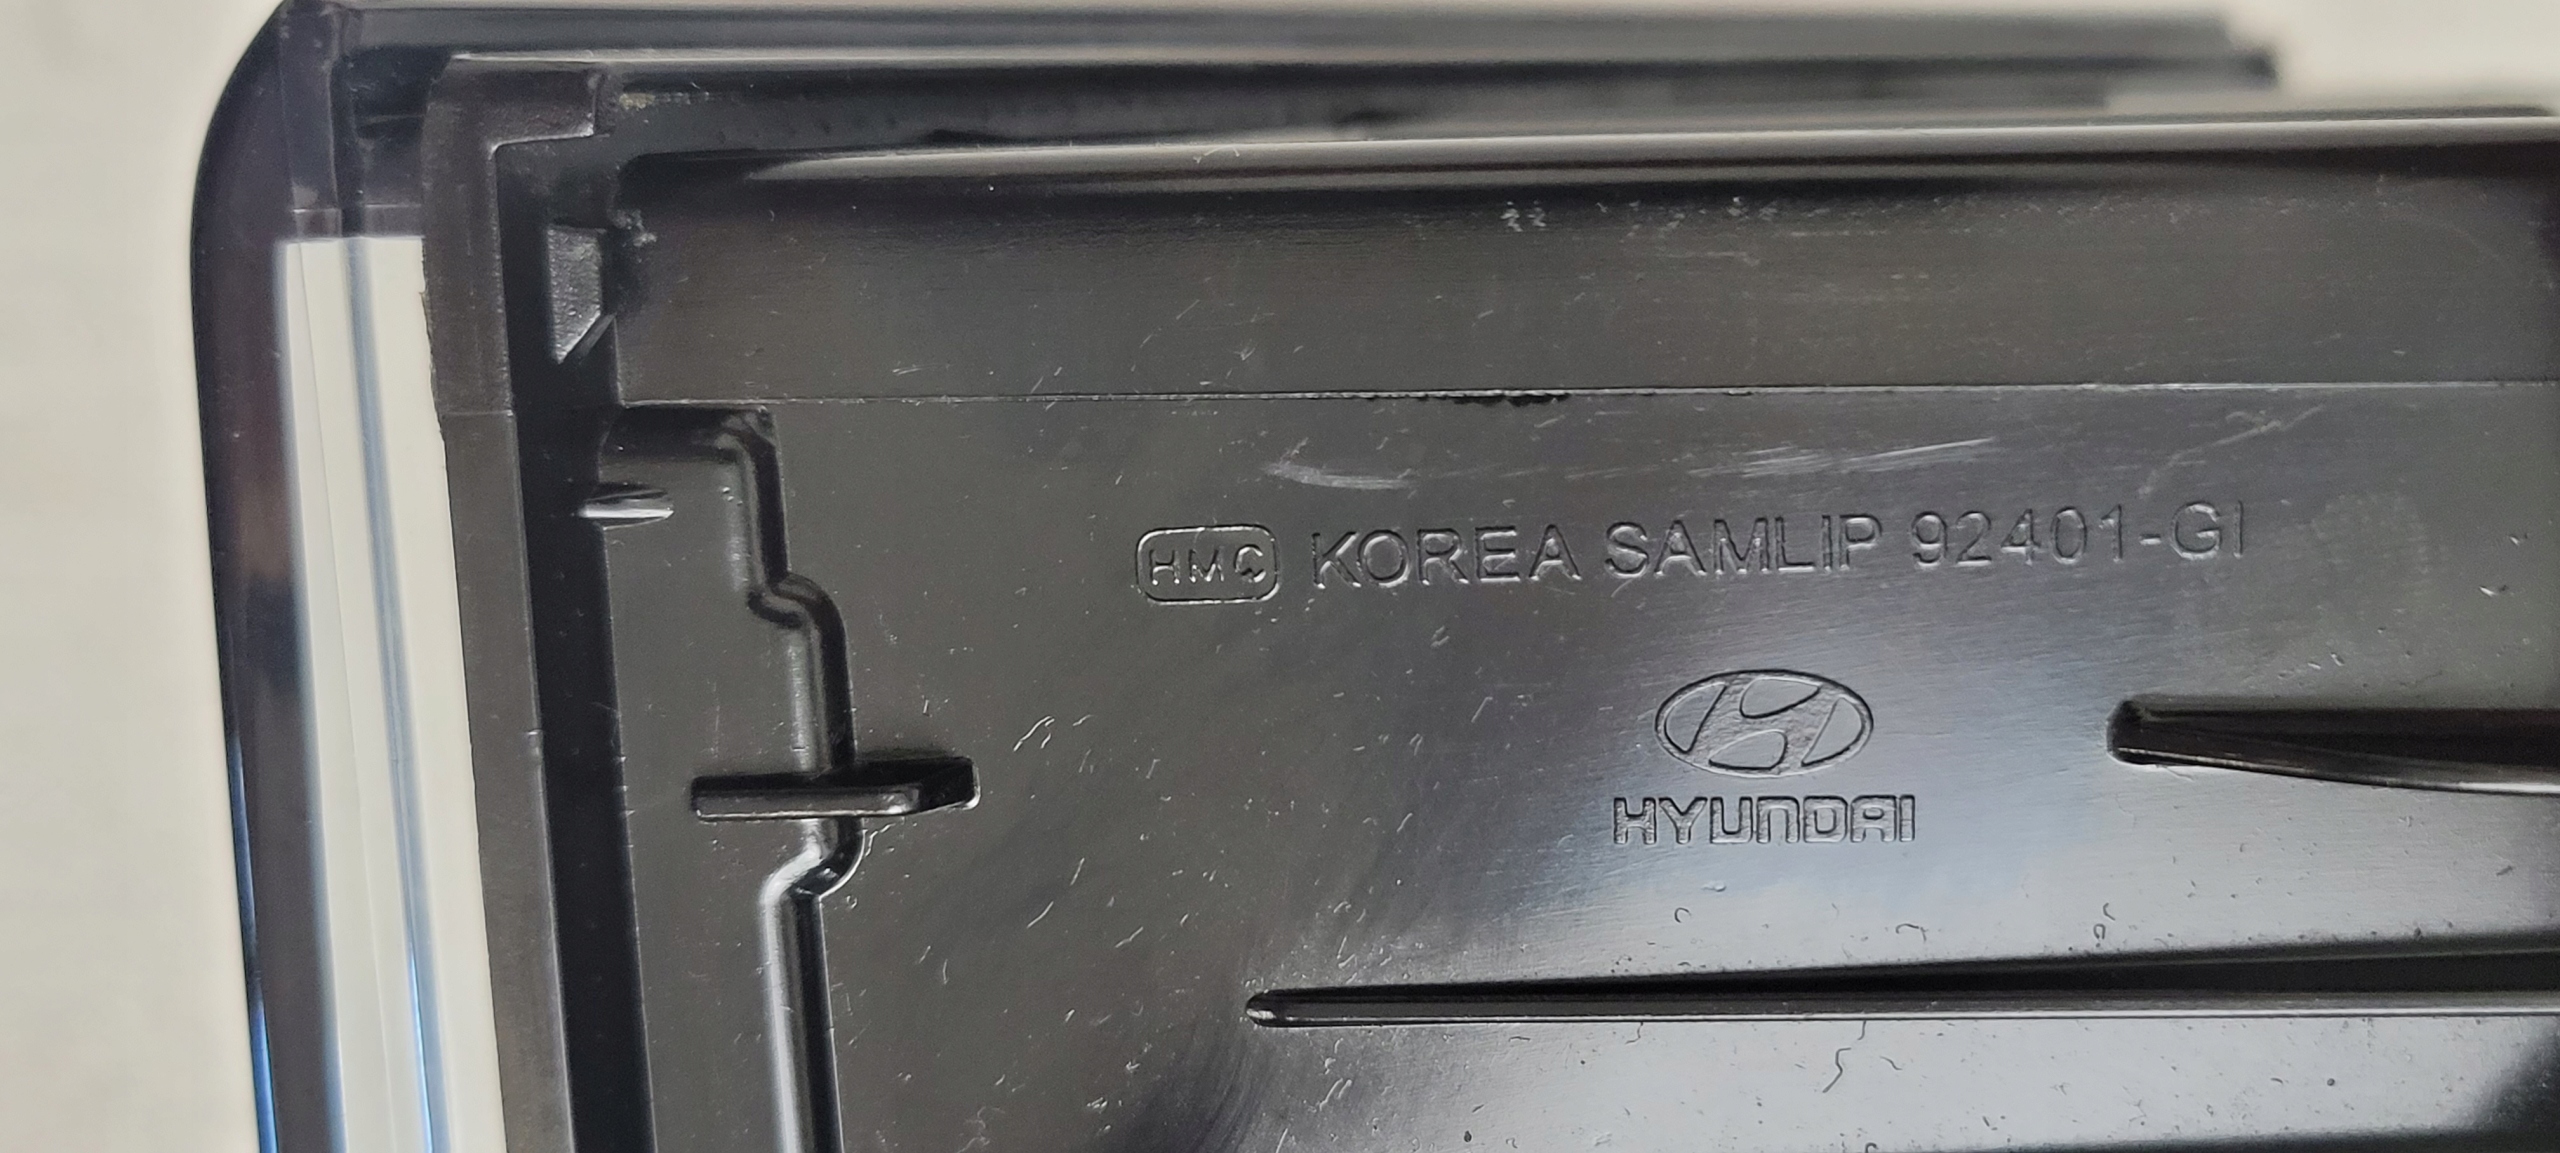 HMC KOREA SAMLIP 92401-GI
HYUNDAI